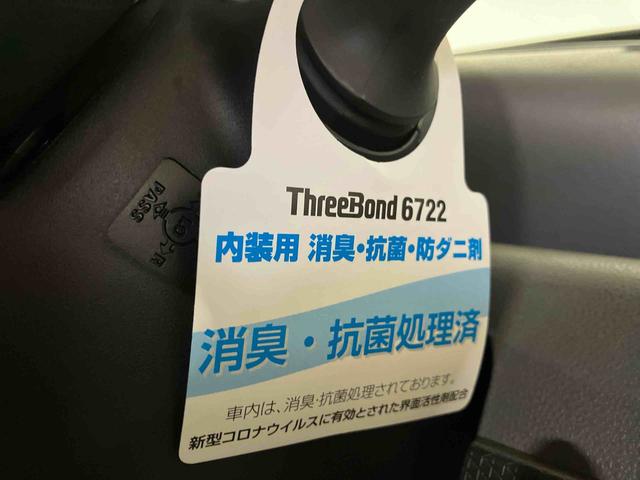 ThreeBond 6722
内装用 消臭・抗菌・防ダニ剤
消臭・抗菌処理済
車内は、消臭・抗菌処理されております。
新型コロナウイルスに有効とされた界面活性剤配合
PASS
LO
R